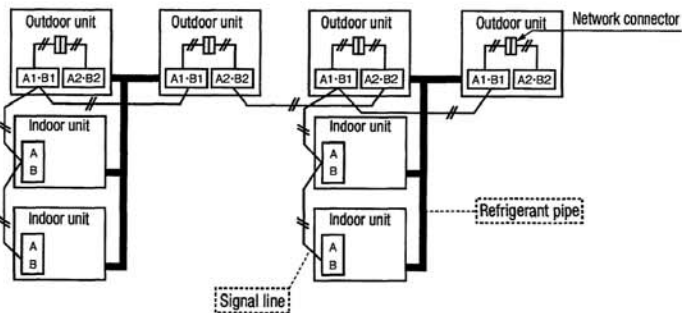 Outdoor unit
Outdoor unit
Outdoor unit
Outdoor unit
Network connector
A1·B1 A2·B2
A1·B1 A2·B2
A1·B1 A2·B2
A1·B1 A2·B2
Indoor unit
A
B
Indoor unit
A
B
Indoor unit
A
B
Indoor unit
A
B
Refrigerant pipe
Signal line